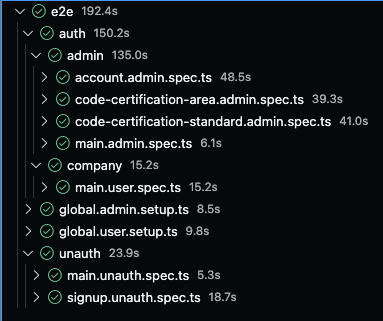 e2e 192.4s
auth 150.2s
admin 135.0s
account.admin.spec.ts 48.5s
code-certification-area.admin.spec.ts 39.3s
code-certification-standard.admin.spec.ts 41.0s
main.admin.spec.ts 6.1s
company 15.2s
main.user.spec.ts 15.2s
global.admin.setup.ts 8.5s
global.user.setup.ts 9.8s
unauth 23.9s
main.unauth.spec.ts 5.3s
signup.unauth.spec.ts 18.7s